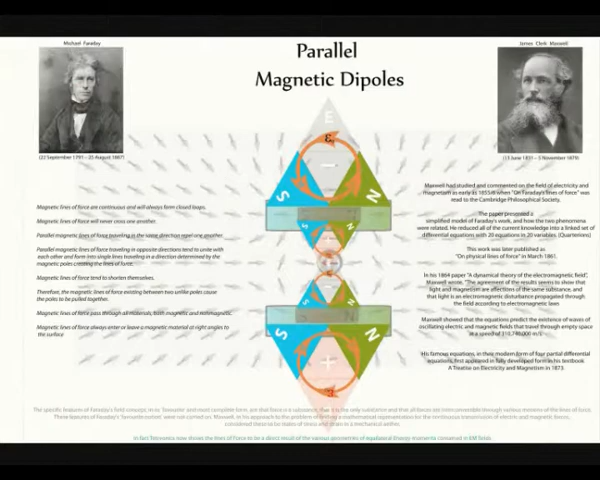 Michael Faraday
James Clerk Maxwell
Parallel
Magnetic Dipoles
(22 September 1791 – 25 August 1867)
(13 June 1831 – 5 November 1879)
E
S
N
S
N
Magnetic lines of force are continuous and will always form closed loops.
Magnetic lines of force will never cross one another.
Parallel magnetic lines of force traveling in the same direction repel one another.
Parallel magnetic lines of force traveling in opposite directions tend to unite with
each other and form into single lines traveling in a direction determined by the
magnetic poles creating the lines of force.
Magnetic lines of force tend to shorten themselves.
Therefore, the magnetic lines of force existing between two unlike poles cause
the poles to be pulled together.
Magnetic lines of force pass through all materials, both magnetic and nonmagnetic.
Magnetic lines of force always enter or leave a magnetic material at right angles to
the surface
Maxwell had studied and commented on the field of electricity and
magnetism as early as 1855/6 when "On Faraday's lines of force" was
read to the Cambridge Philosophical Society.
The paper presented a
simplified model of Faraday's work, and how the two phenomena
were related. He reduced all of the current knowledge into a linked set of
differential equations with 20 equations in 20 variables. (Quaternions)
This work was later published as
"On physical lines of force" in March 1861.
In his 1864 paper "A dynamical theory of the electromagnetic field",
Maxwell wrote, "The agreement of the results seems to show that
light and magnetism are affections of the same substance, and
that light is an electromagnetic disturbance propagated through
the field according to electromagnetic laws
Maxwell showed that the equations predict the existence of waves of
oscillating electric and magnetic fields that travel through empty space
at a speed of 310,740,000 m/s
His famous equations, in their modern form of four partial differential
equations, first appeared in fully developed form in his textbook
A Treatise on Electricity and Magnetism in 1873.